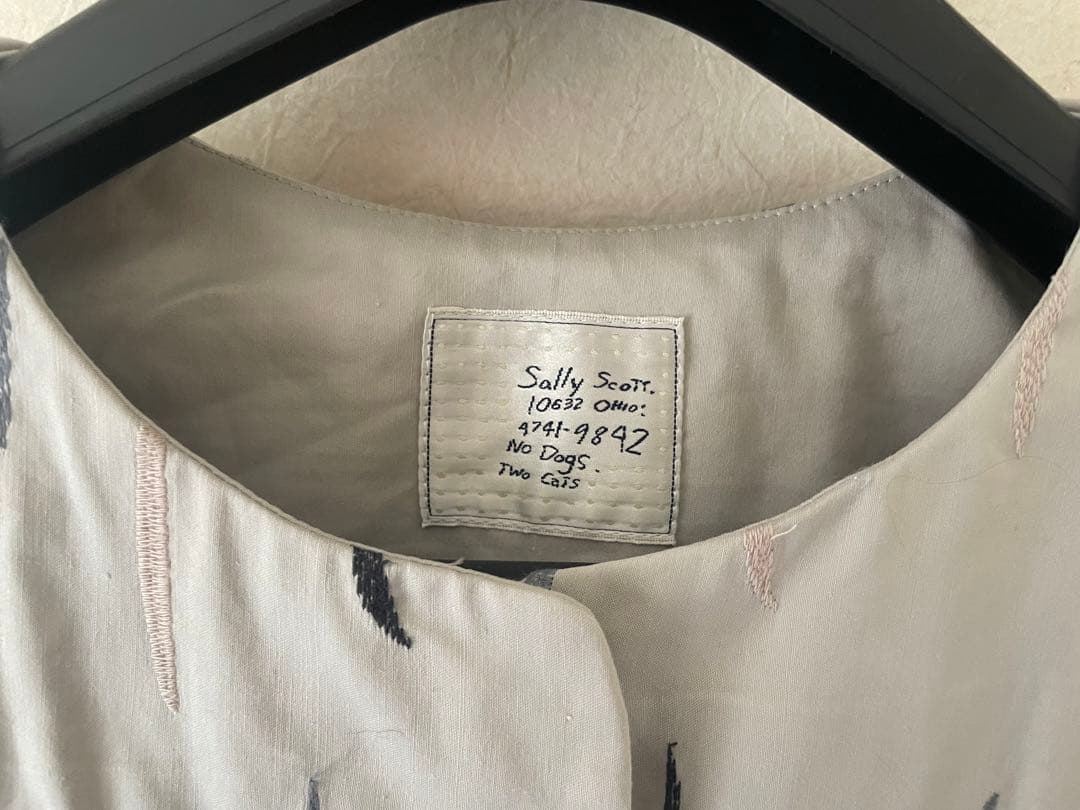 Sally Scott.
10632 OHIO:
4741-9842
No Dogs.
Two Cats